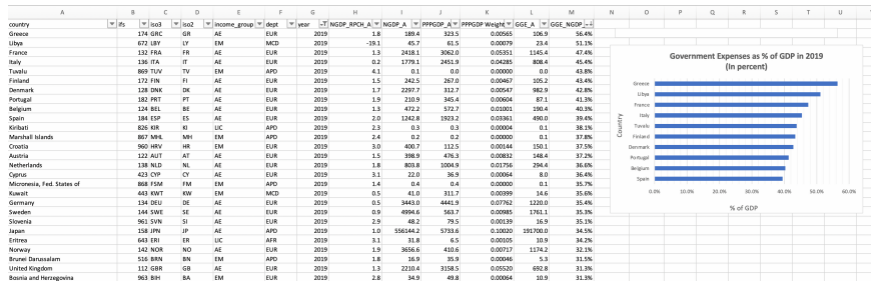 A B C D E F G H I J K L M N O P Q R S T U
country ifs iso3 iso2 income_group dept year NGDP_RPCH_A NGDP_A PPPGDP_A PPPGDP Weight GGE_A GGE_NGDP_
Greece 174 GRC GR AE EUR 2019 1.8 189.4 323.5 0.00565 106.9 56.4%
Libya 672 LBY LY EM MCD 2019 -19.1 45.7 61.5 0.00079 23.4 51.1%
France 132 FRA FR AE EUR 2019 1.3 2418.1 3062.0 0.05351 1145.4 47.4%
Italy 136 ITA IT AE EUR 2019 0.2 1779.1 2451.9 0.04285 808.4 45.4%
Tuvalu 869 TUV TV EM APD 2019 4.1 0.1 0.0 0.00000 0.0 43.8%
Finland 172 FIN FI AE EUR 2019 1.2 242.5 267.0 0.00467 105.2 43.4%
Denmark 128 DNK DK AE EUR 2019 1.7 2297.7 312.7 0.00547 982.9 42.8%
Portugal 182 PRT PT AE EUR 2019 1.9 210.9 345.4 0.00604 87.1 41.3%
Belgium 124 BEL BE AE EUR 2019 1.3 472.2 572.7 0.01001 190.4 40.3%
Spain 184 ESP ES AE EUR 2019 2.0 1242.8 1923.2 0.03361 490.0 39.4%
Kiribati 826 KIR KI LIC APD 2019 2.3 0.3 0.3 0.00004 0.1 38.1%
Marshall Islands 867 MHL MH EM APD 2019 2.4 0.2 0.2 0.00000 0.1 37.8%
Croatia 960 HRV HR EM EUR 2019 3.0 400.7 112.5 0.00144 150.1 37.5%
Austria 122 AUT AT AE EUR 2019 1.5 398.9 476.3 0.00832 148.4 37.2%
Netherlands 138 NLD NL AE EUR 2019 1.8 803.8 1004.9 0.01756 294.4 36.6%
Cyprus 423 CYP CY AE EUR 2019 3.1 22.0 36.9 0.00064 8.0 36.4%
Micronesia, Fed. States of 868 FSM FM EM APD 2019 1.4 0.4 0.4 0.00000 0.1 35.7%
Kuwait 443 KWT KW EM MCD 2019 0.5 41.0 311.7 0.00399 14.6 35.6%
Germany 134 DEU DE AE EUR 2019 0.5 3443.0 4441.9 0.07762 1220.0 35.4%
Sweden 144 SWE SE AE EUR 2019 0.9 4994.6 563.7 0.00985 1761.1 35.3%
Slovenia 961 SVN SI AE EUR 2019 2.9 48.2 79.5 0.00139 16.9 35.1%
Japan 158 JPN JP AE APD 2019 1.0 556144.2 5733.6 0.10020 191700.0 34.5%
Eritrea 643 ERI ER LIC AFR 2019 3.1 31.8 6.5 0.00105 10.9 34.2%
Norway 142 NOR NO AE EUR 2019 1.9 3656.6 410.6 0.00717 1174.2 32.1%
Brunei Darussalam 516 BRN BN EM APD 2019 1.8 16.9 35.9 0.00046 5.3 31.5%
United Kingdom 112 GBR GB AE EUR 2019 1.3 2210.4 3158.5 0.05520 692.8 31.3%
Bosnia and Herzegovina 963 BIH BA EM EUR 2019 2.8 34.9 49.8 0.00064 10.9 31.3%
Government Expenses as % of GDP in 2019
(In percent)
Country
Greece
Libya
France
Italy
Tuvalu
Finland
Denmark
Portugal
Belgium
Spain
0.0% 10.0% 20.0% 30.0% 40.0% 50.0% 60.0%
% of GDP